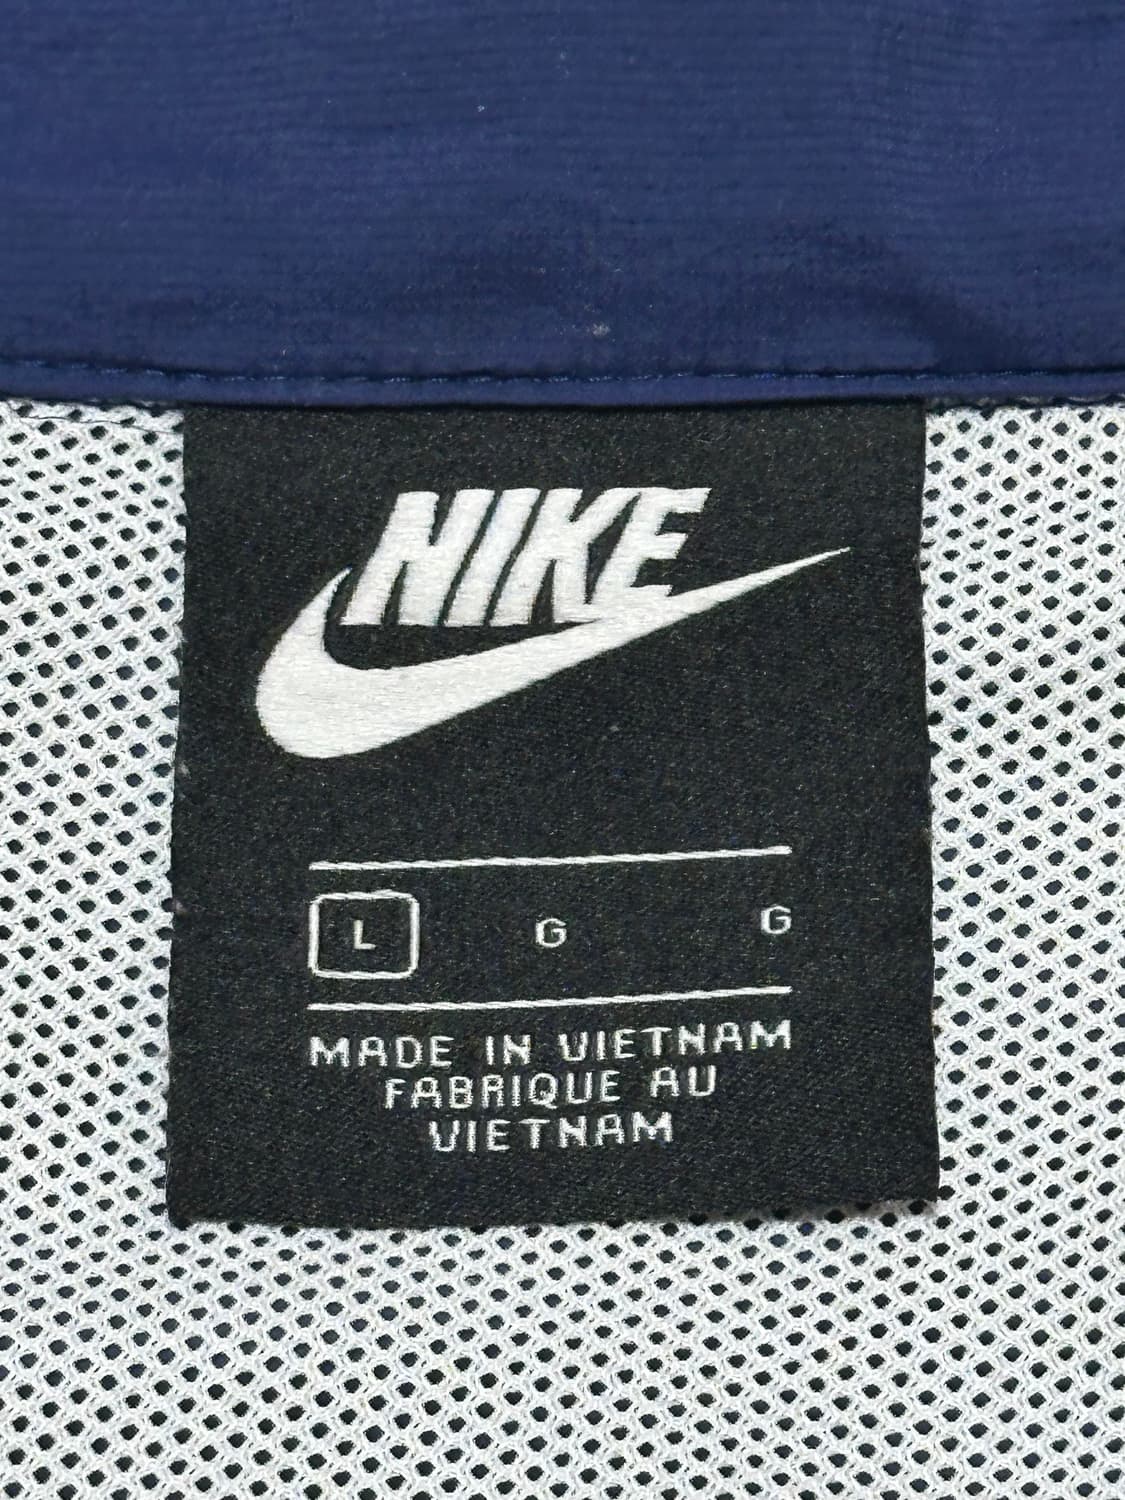 NIKE
L G G
MADE IN VIETNAM
FABRIQUE AU
VIETNAM